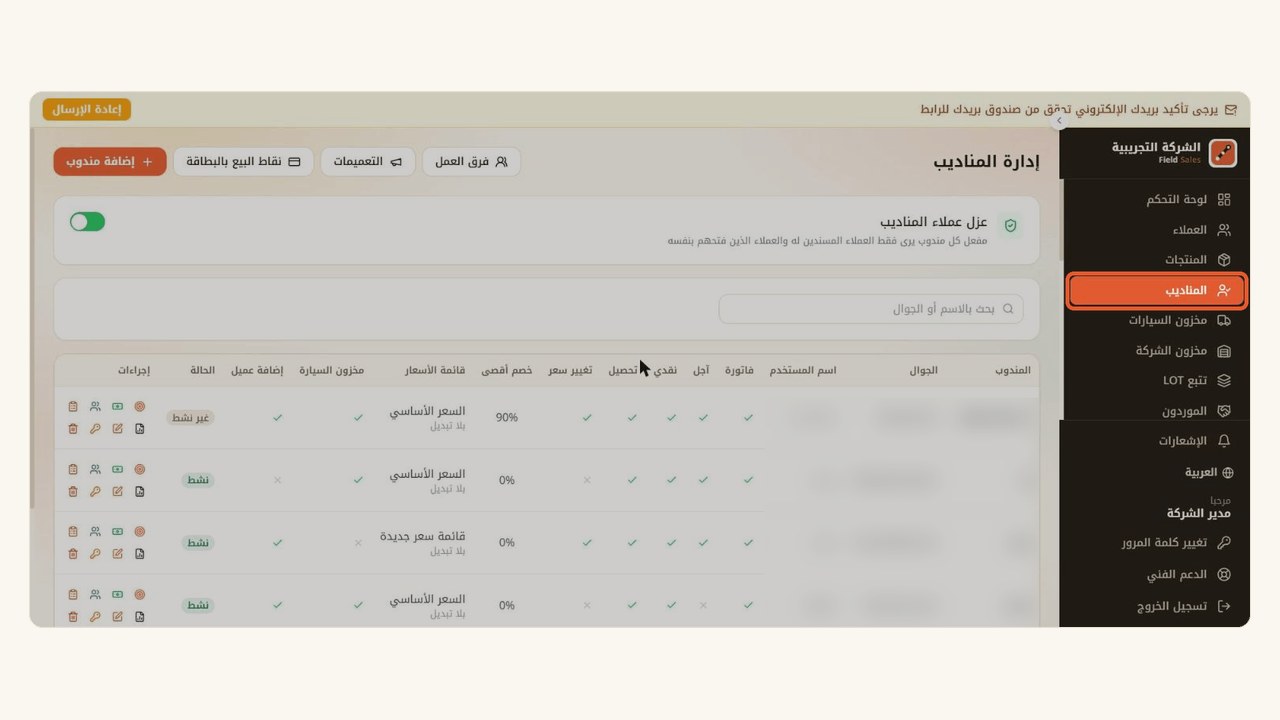 يرجى تأكيد بريدك الإلكتروني تحقق من صندوق بريدك للرابط
إعادة الإرسال
الشركة التجريبية
Field Sales
لوحة التحكم
العملاء
المنتجات
المناديب
مخزون السيارات
مخزون الشركة
تتبع LOT
الموردون
الإشعارات
العربية
مرحبا
مدير الشركة
تغيير كلمة المرور
الدعم الفني
تسجيل الخروج
إدارة المناديب
فرق العمل
التعميمات
نقاط البيع بالبطاقة
إضافة مندوب
عزل عملاء المناديب
مفعل كل مندوب يرى فقط العملاء المسندين له والعملاء الذين فتحهم بنفسه
بحث بالاسم أو الجوال
المندوب الجوال اسم المستخدم فاتورة آجل نقدي تحصيل تغيير سعر خصم أقصى قائمة الأسعار مخزون السيارة إضافة عميل الحالة إجراءات
90% السعر الأساسي غير نشط
بلا تبديل
0% السعر الأساسي نشط
بلا تبديل
0% قائمة سعر جديدة نشط
بلا تبديل
0% السعر الأساسي نشط
بلا تبديل